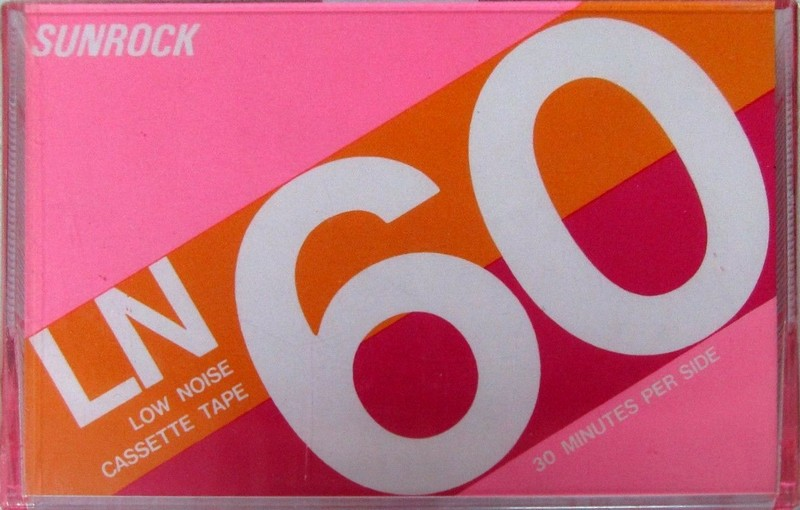 SUNROCK
LN 60
LOW NOISE
CASSETTE TAPE
30 MINUTES PER SIDE